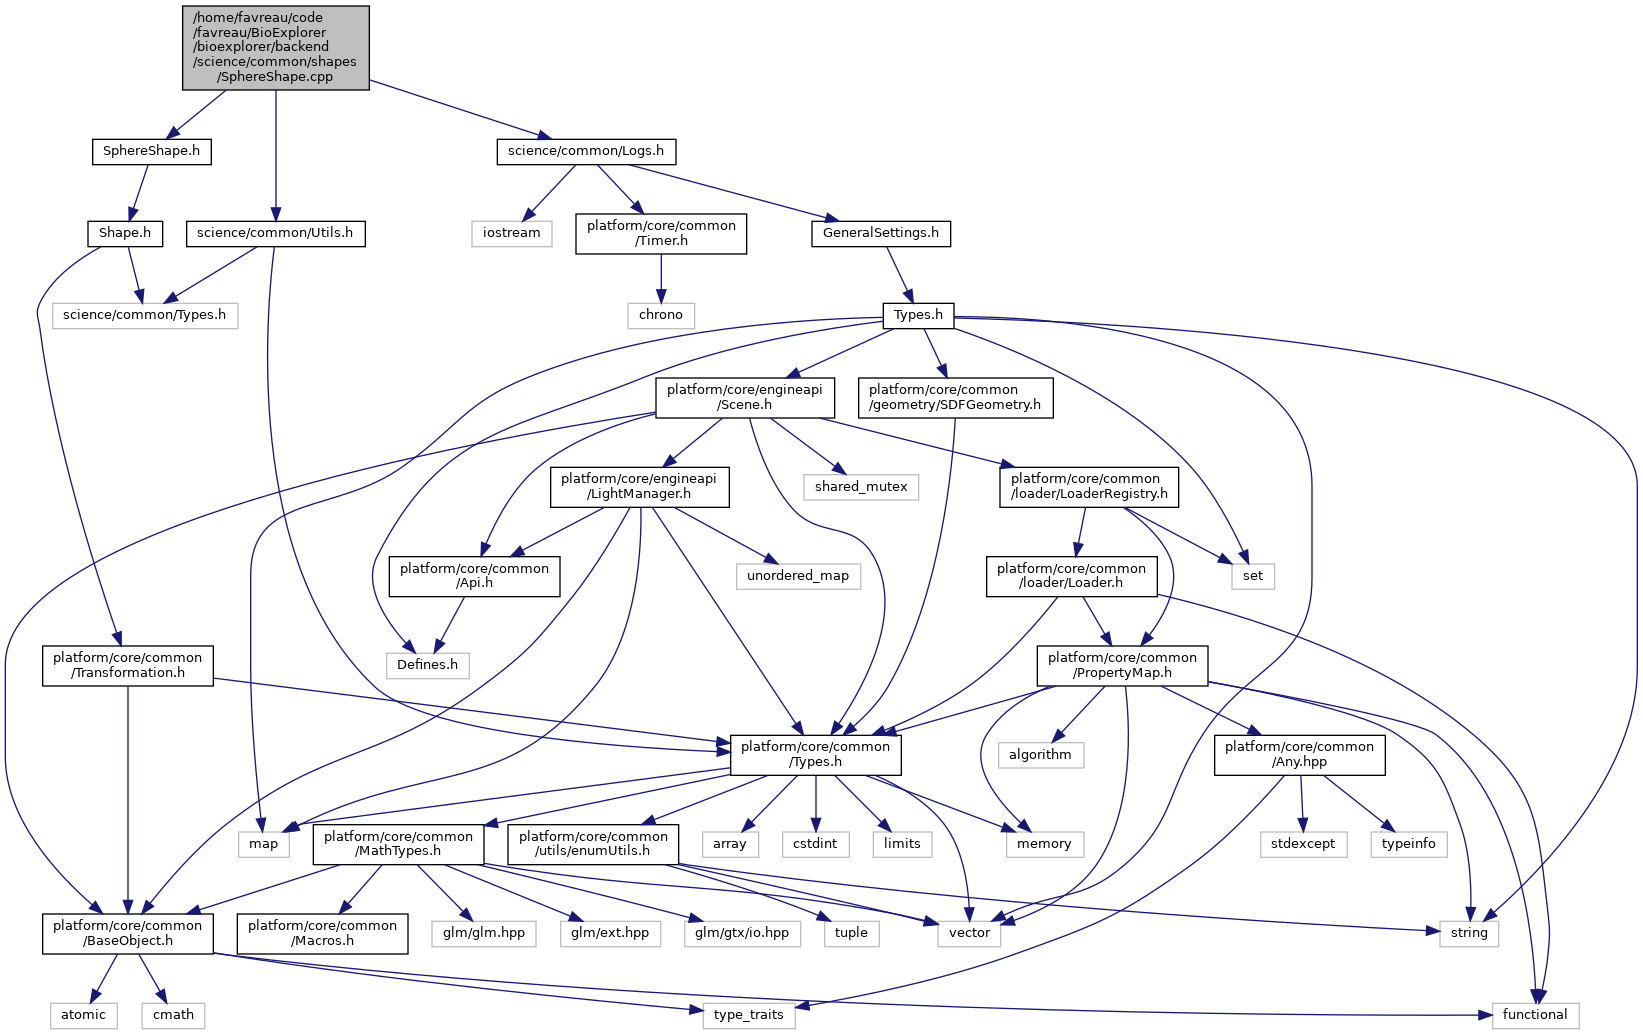 /home/favreau/code
/favreau/BioExplorer
/bioexplorer/backend
/science/common/shapes
/SphereShape.cpp
SphereShape.h
science/common/Logs.h
Shape.h
science/common/Utils.h
iostream
platform/core/common
/Timer.h
GeneralSettings.h
science/common/Types.h
chrono
Types.h
platform/core/engineapi
/Scene.h
platform/core/common
/geometry/SDFGeometry.h
platform/core/engineapi
/LightManager.h
shared_mutex
platform/core/common
/loader/LoaderRegistry.h
platform/core/common
/Api.h
unordered_map
platform/core/common
/loader/Loader.h
set
platform/core/common
/Transformation.h
Defines.h
platform/core/common
/PropertyMap.h
platform/core/common
/Types.h
algorithm
platform/core/common
/Any.hpp
map
platform/core/common
/MathTypes.h
platform/core/common
/utils/enumUtils.h
array
cstdint
limits
memory
stdexcept
typeinfo
platform/core/common
/BaseObject.h
platform/core/common
/Macros.h
glm/glm.hpp
glm/ext.hpp
glm/gtx/io.hpp
tuple
vector
string
atomic
cmath
type_traits
functional